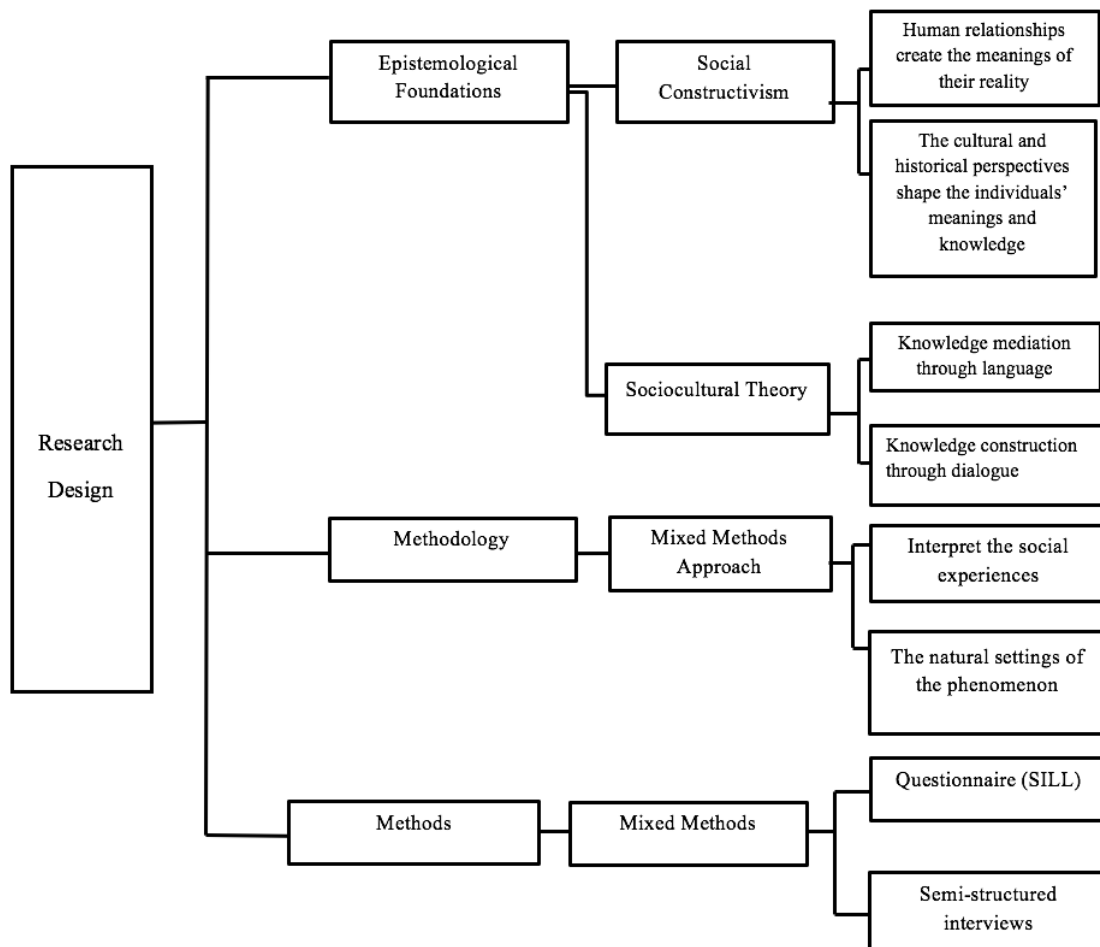 Research
Design
Epistemological
Foundations
Social
Constructivism
Human relationships
create the meanings of
their reality
The cultural and
historical perspectives
shape the individuals’
meanings and
knowledge
Sociocultural Theory
Knowledge mediation
through language
Knowledge construction
through dialogue
Methodology
Mixed Methods
Approach
Interpret the social
experiences
The natural settings of
the phenomenon
Methods
Mixed Methods
Questionnaire (SILL)
Semi-structured
interviews